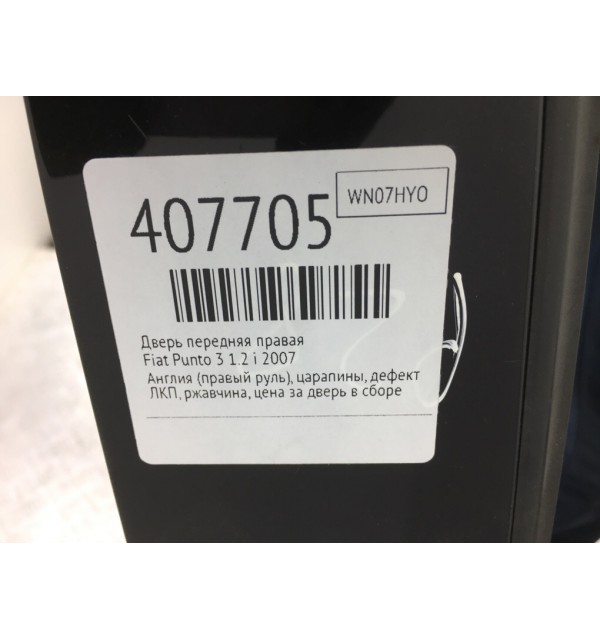 407705
WN07HYO
Дверь передняя правая
Fiat Punto 3 1.2 i 2007
Англия (правый руль), царапины, дефект
ЛКП, ржавчина, цена за дверь в сборе